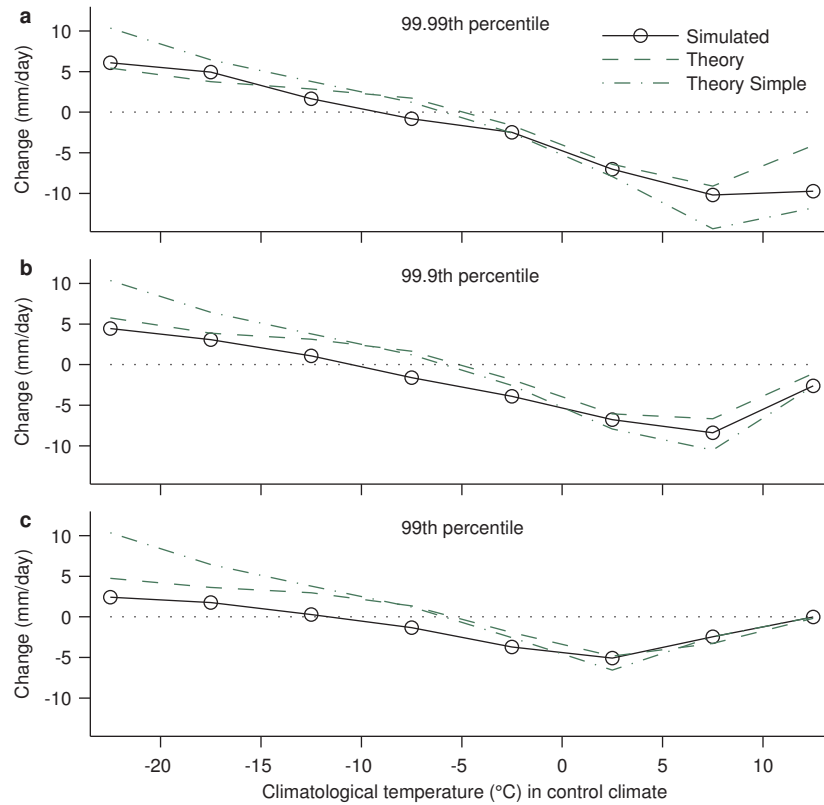 a
99.99th percentile
Simulated
Theory
Theory Simple
Change (mm/day)
10
5
0
-5
-10
b
99.9th percentile
Change (mm/day)
10
5
0
-5
-10
c
99th percentile
Change (mm/day)
10
5
0
-5
-10
-20 -15 -10 -5 0 5 10
Climatological temperature (°C) in control climate